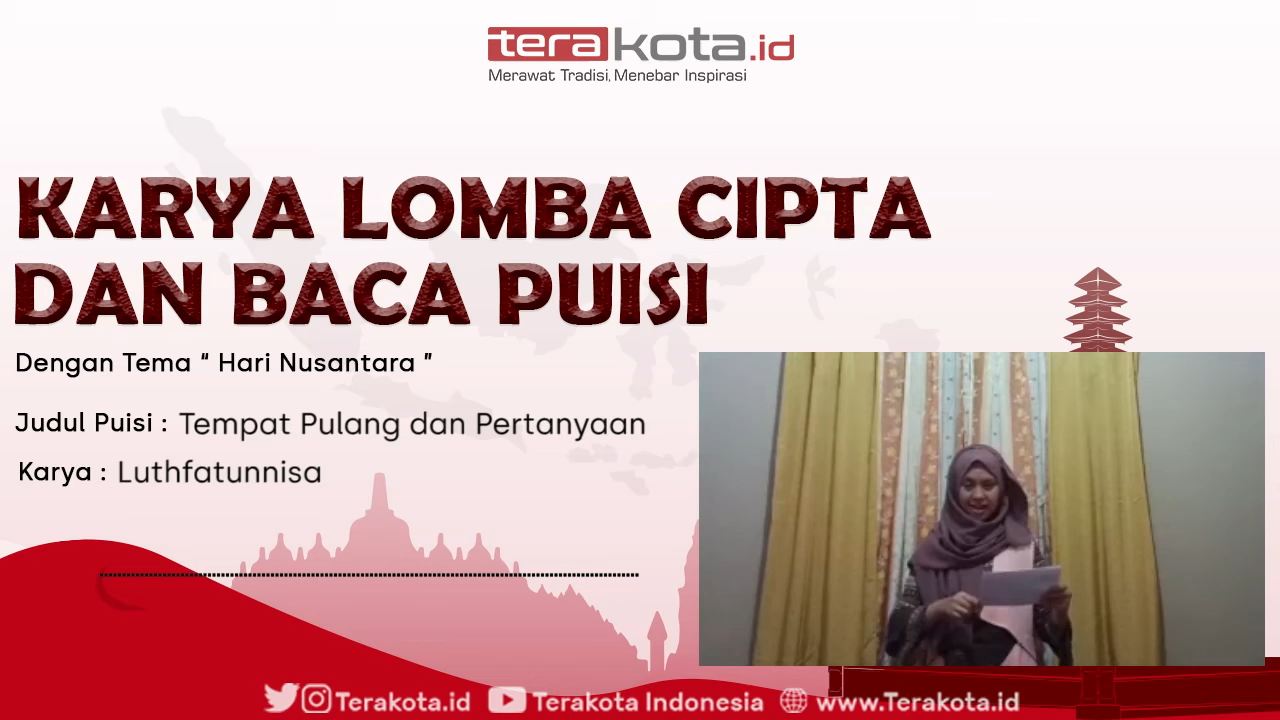 terakota.id
Merawat Tradisi, Menebar Inspirasi
KARYA LOMBA CIPTA
DAN BACA PUISI
Dengan Tema “ Hari Nusantara ”
Judul Puisi : Tempat Pulang dan Pertanyaan
Karya : Luthfatunnisa
Terakota.id Terakota Indonesia www.Terakota.id